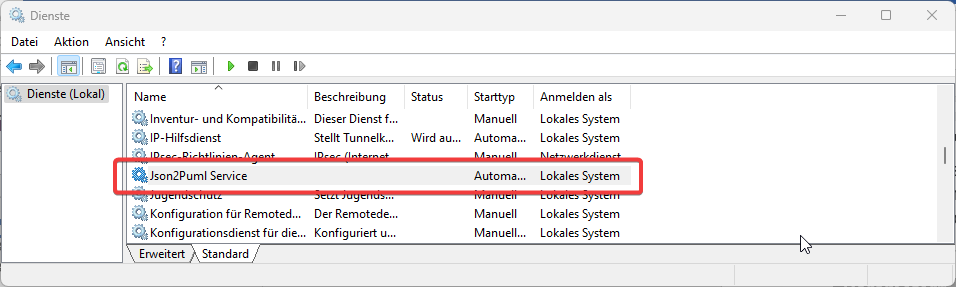 Dienste
Datei Aktion Ansicht ?
Dienste (Lokal)
Name Beschreibung Status Starttyp Anmelden als
Inventur- und Kompatibilitä... Dieser Dienst f... Manuell Lokales System
IP-Hilfsdienst Stellt Tunnelk... Wird au... Automa... Lokales System
IPsec-Richtlinien-Agent IPsec (Internet Manuell Netzwerkdienst
Json2Puml Service Automa... Lokales System
Jugendschutz Setzt Jugends... Manuell Lokales System
Konfiguration für Remoted... Der Remotede... Manuell Lokales System
Konfigurationsdienst für die... Konfiguriert u... Manuell... Lokales System
Erweitert Standard